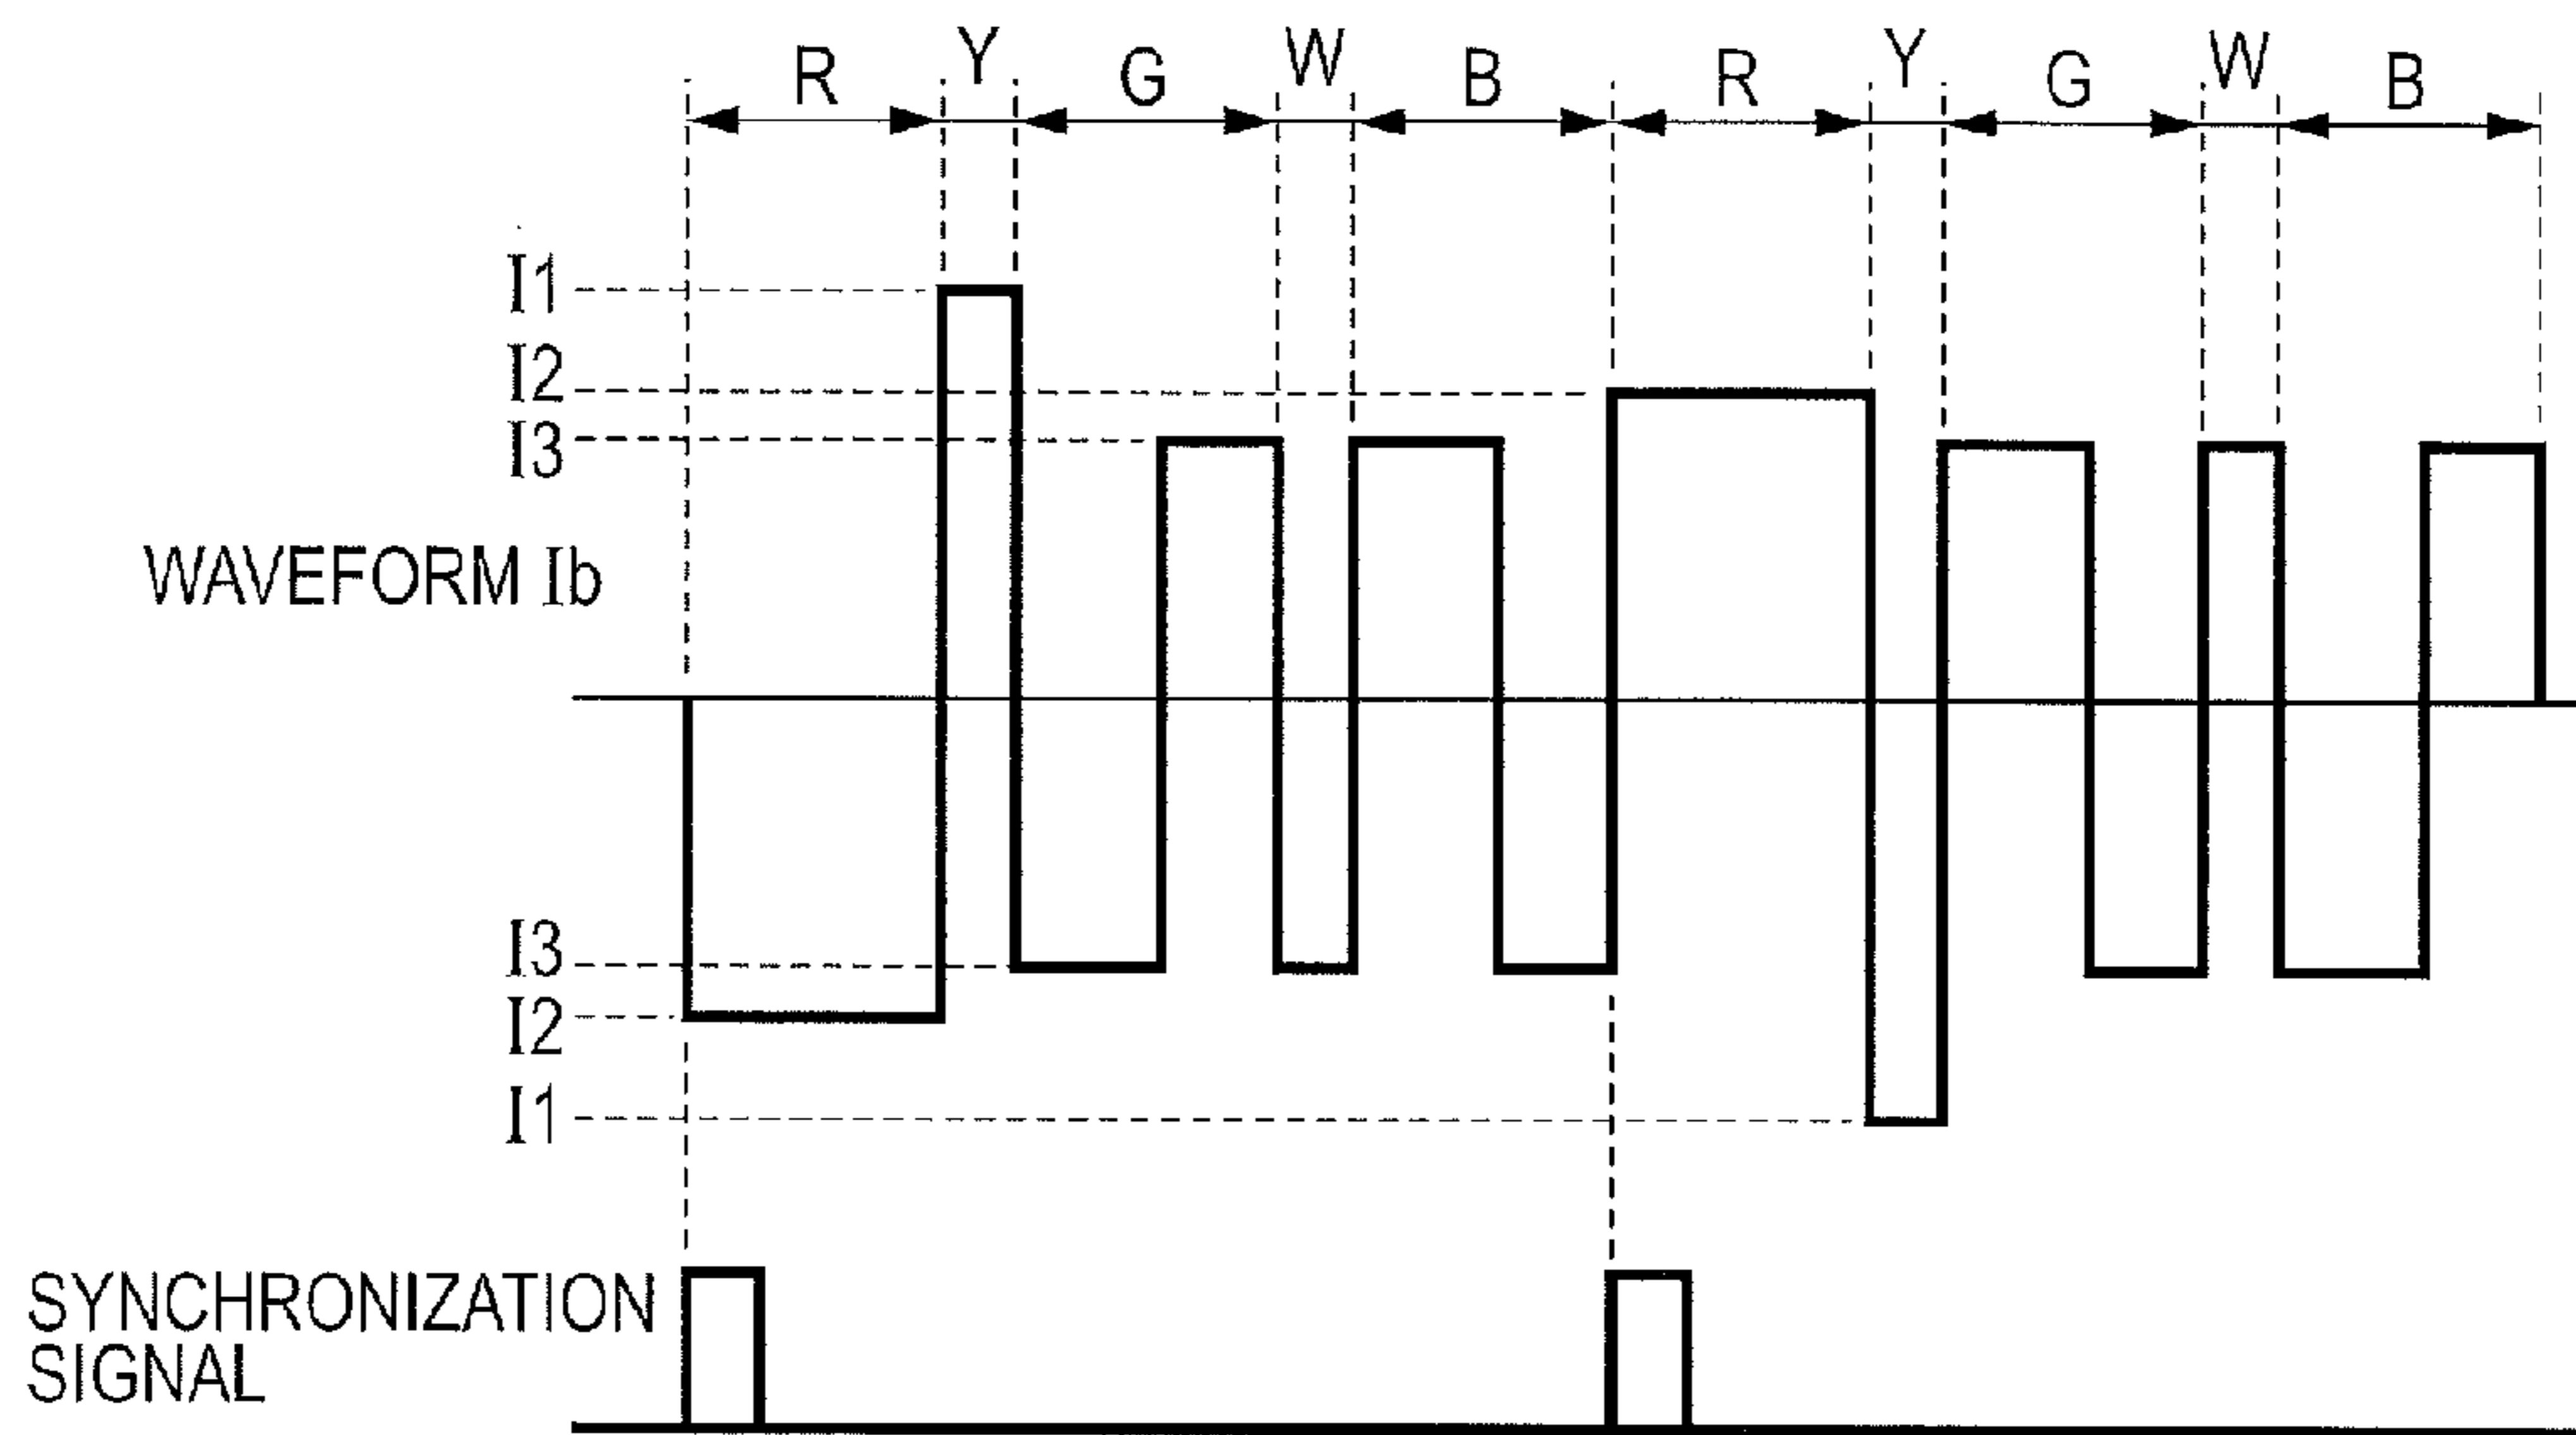 R Y G W B R Y G W B
I1
I2
I3
WAVEFORM Ib
I3
I2
I1
SYNCHRONIZATION
SIGNAL